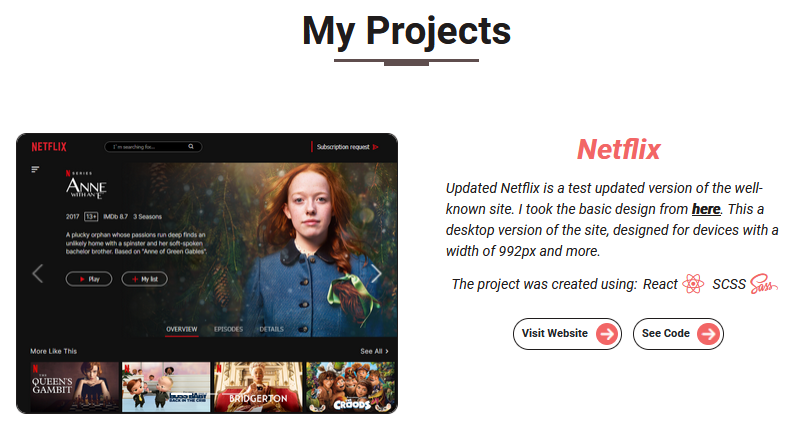 My Projects
NETFLIX
I'm searching for...
Subscription request
N SERIES
ANNE
WITH AN E
2017 13+ IMDb 8.7 3 Seasons
A plucky orphan whose passions run deep finds an
unlikely home with a spinster and her soft-spoken
bachelor brother. Based on "Anne of Green Gables".
Play
My list
OVERVIEW EPISODES DETAILS
More Like This
See All
THE
QUEEN'S
GAMBIT
BOSS BABY
BACK IN THE CRIB
BRIDGERTON
THE
CROODS
Netflix
Updated Netflix is a test updated version of the well-
known site. I took the basic design from here. This a
desktop version of the site, designed for devices with a
width of 992px and more.
The project was created using: React SCSS Sass
Visit Website
See Code